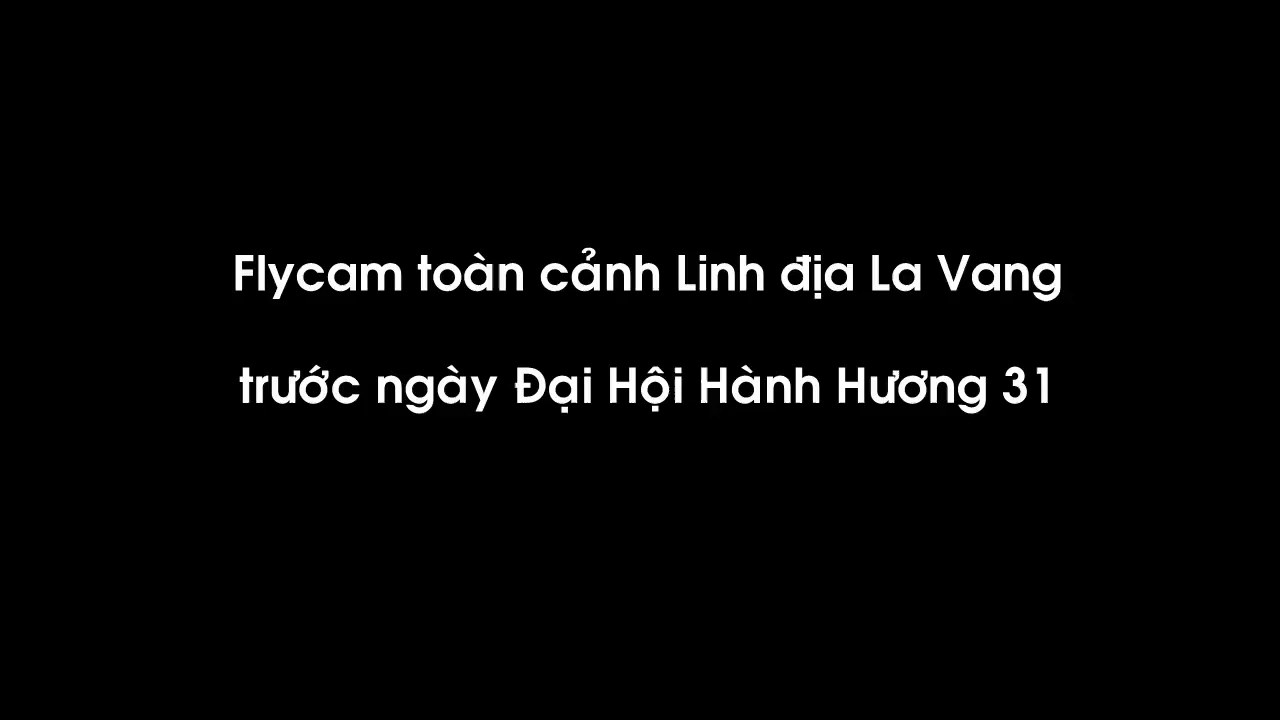 Flycam toàn cảnh Linh địa La Vang
trước ngày Đại Hội Hành Hương 31